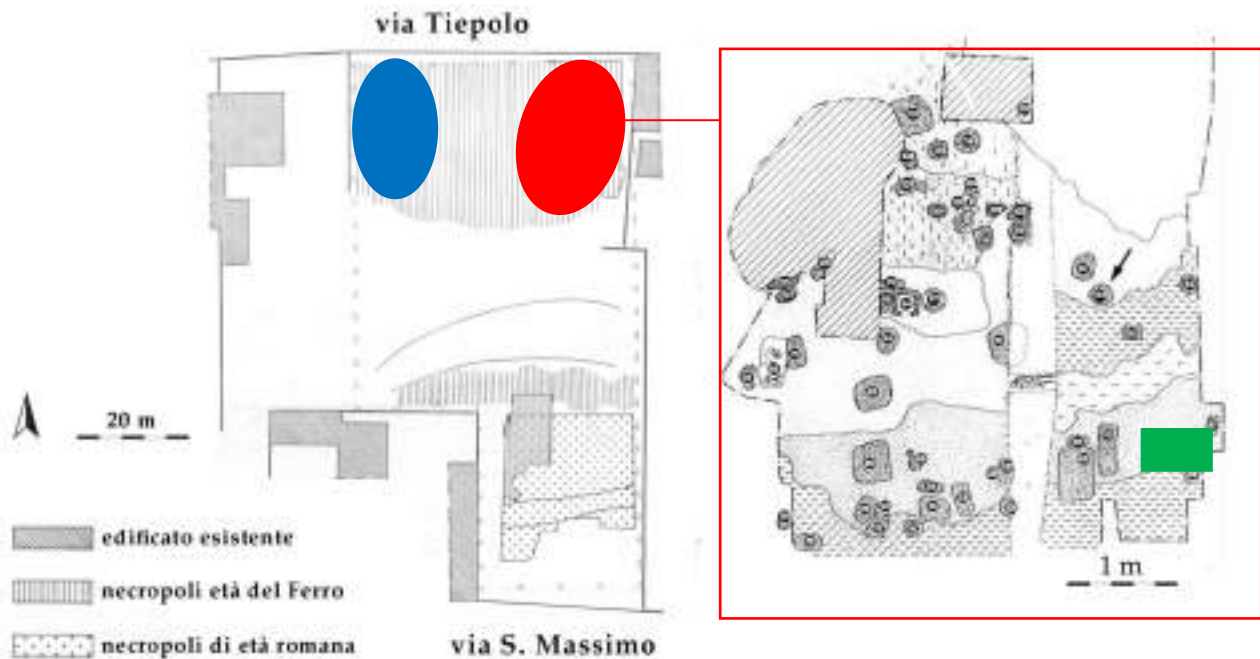 via Tiepolo
20 m
edificato esistente
necropoli età del Ferro
necropoli di età romana
via S. Massimo
1 m